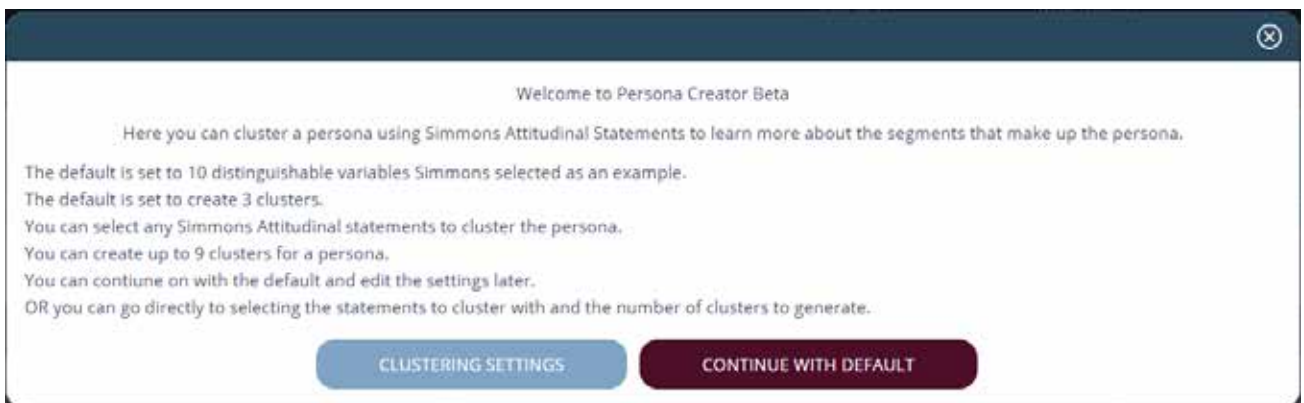 Welcome to Persona Creator Beta
Here you can cluster a persona using Simmons Attitudinal Statements to learn more about the segments that make up the persona.
The default is set to 10 distinguishable variables Simmons selected as an example.
The default is set to create 3 clusters.
You can select any Simmons Attitudinal statements to cluster the persona.
You can create up to 9 clusters for a persona.
You can contiune on with the default and edit the settings later.
OR you can go directly to selecting the statements to cluster with and the number of clusters to generate.
CLUSTERING SETTINGS CONTINUE WITH DEFAULT